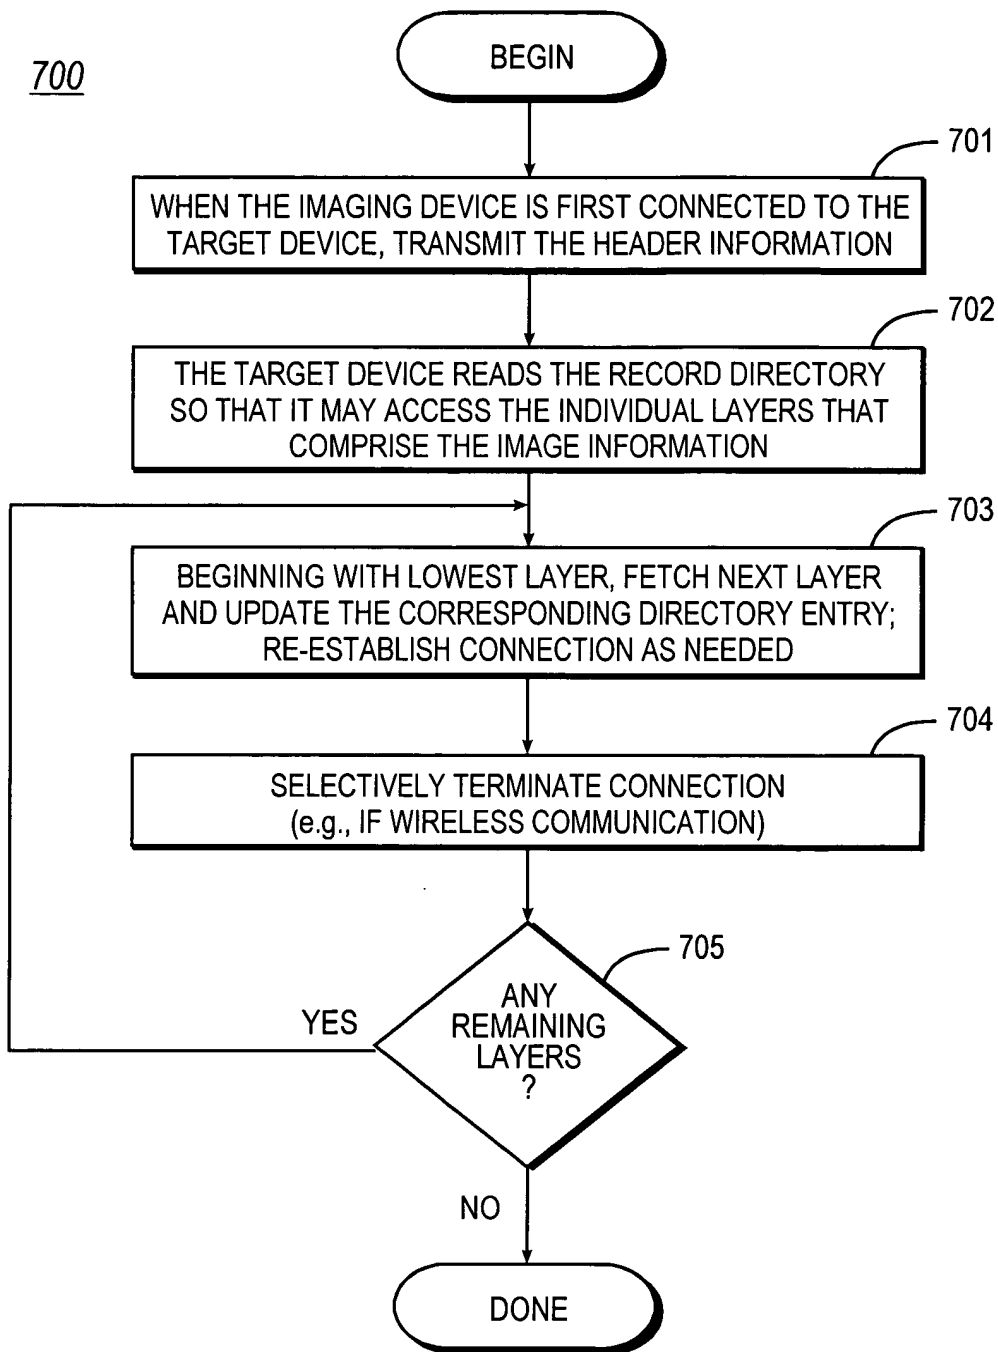 700
BEGIN
701
WHEN THE IMAGING DEVICE IS FIRST CONNECTED TO THE
TARGET DEVICE, TRANSMIT THE HEADER INFORMATION
702
THE TARGET DEVICE READS THE RECORD DIRECTORY
SO THAT IT MAY ACCESS THE INDIVIDUAL LAYERS THAT
COMPRISE THE IMAGE INFORMATION
703
BEGINNING WITH LOWEST LAYER, FETCH NEXT LAYER
AND UPDATE THE CORRESPONDING DIRECTORY ENTRY;
RE-ESTABLISH CONNECTION AS NEEDED
704
SELECTIVELY TERMINATE CONNECTION
(e.g., IF WIRELESS COMMUNICATION)
705
ANY
REMAINING
LAYERS
?
YES
NO
DONE